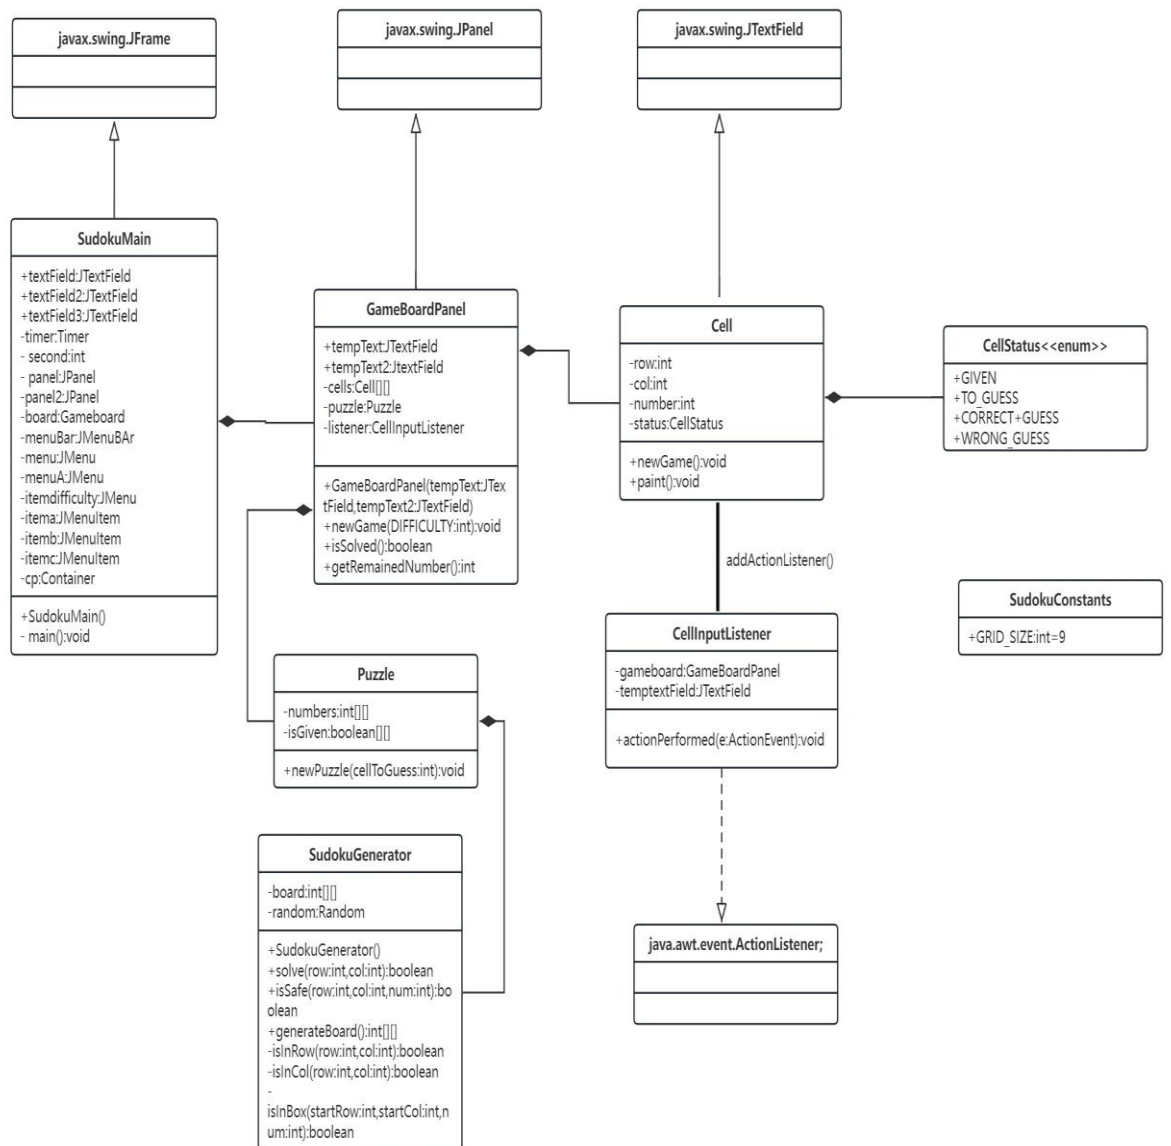 javax.swing.JFrame
javax.swing.JPanel
javax.swing.JTextField
SudokuMain
+textField:JTextField
+textField2:JTextField
+textField3:JTextField
-timer:Timer
- second:int
- panel:JPanel
-panel2:JPanel
-board:Gameboard
-menuBar:JMenuBAr
-menu:JMenu
-menuA:JMenu
-itemdifficulty:JMenu
-itema:JMenuItem
-itemb:JMenuItem
-itemc:JMenuItem
-cp:Container
+SudokuMain()
- main():void
GameBoardPanel
+tempText:JTextField
+tempText2:JtextField
-cells:Cell[][]
-puzzle:Puzzle
-listener:CellInputListener
+GameBoardPanel(tempText:JTex
tField,tempText2:JTextField)
+newGame(DIFFICULTY:int):void
+isSolved():boolean
+getRemainedNumber():int
Cell
-row:int
-col:int
-number:int
-status:CellStatus
+newGame():void
+paint():void
CellStatus<<enum>>
+GIVEN
+TO_GUESS
+CORRECT+GUESS
+WRONG_GUESS
addActionListener()
SudokuConstants
+GRID_SIZE:int=9
CellInputListener
-gameboard:GameBoardPanel
-temptextField:JTextField
+actionPerformed(e:ActionEvent):void
Puzzle
-numbers:int[][]
-isGiven:boolean[][]
+newPuzzle(cellToGuess:int):void
SudokuGenerator
-board:int[][]
-random:Random
+SudokuGenerator()
+solve(row:int,col:int):boolean
+isSafe(row:int,col:int,num:int):bo
olean
+generateBoard():int[][]
-isInRow(row:int,col:int):boolean
-isInCol(row:int,col:int):boolean
-
isInBox(startRow:int,startCol:int,n
um:int):boolean
java.awt.event.ActionListener;